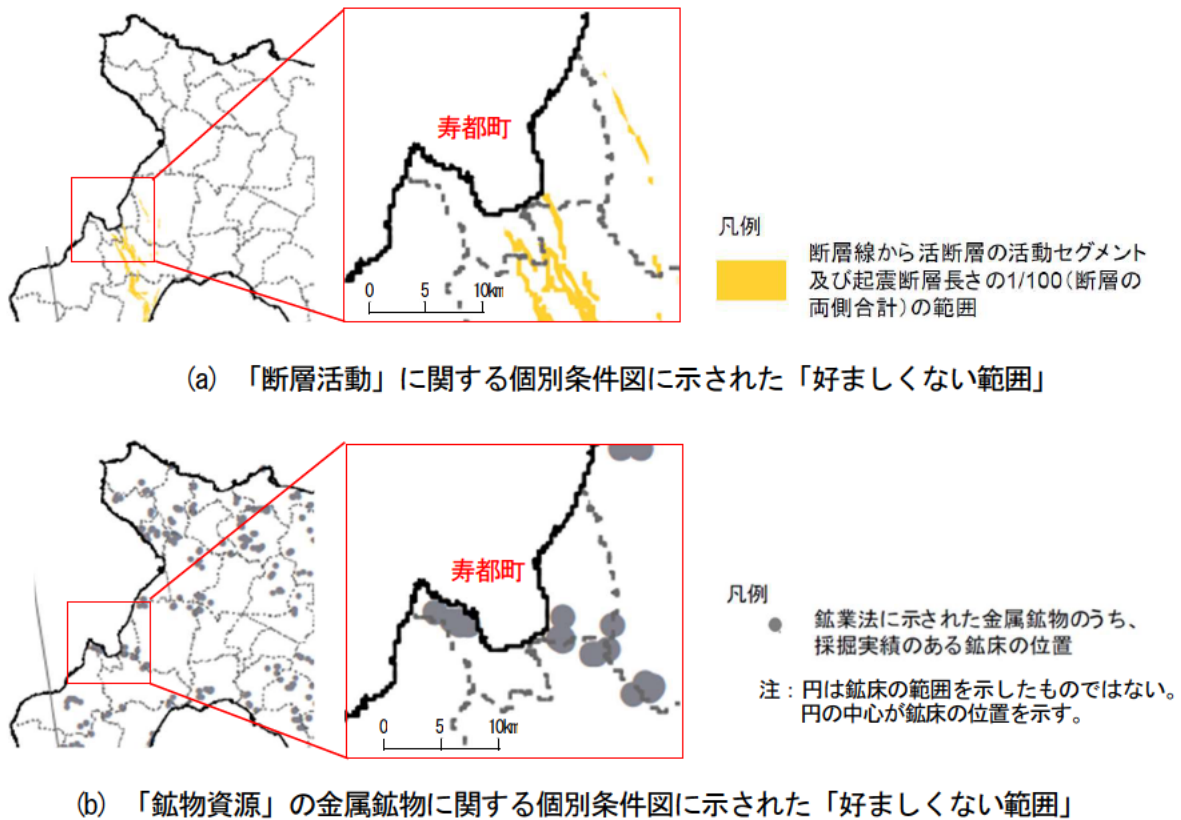 寿都町
0 5 10km
凡例
断層線から活断層の活動セグメント
及び起震断層長さの1/100(断層の
両側合計)の範囲
(a) 「断層活動」に関する個別条件図に示された「好ましくない範囲」
寿都町
0 5 10km
凡例
鉱業法に示された金属鉱物のうち、
採掘実績のある鉱床の位置
注：円は鉱床の範囲を示したものではない。
円の中心が鉱床の位置を示す。
(b) 「鉱物資源」の金属鉱物に関する個別条件図に示された「好ましくない範囲」